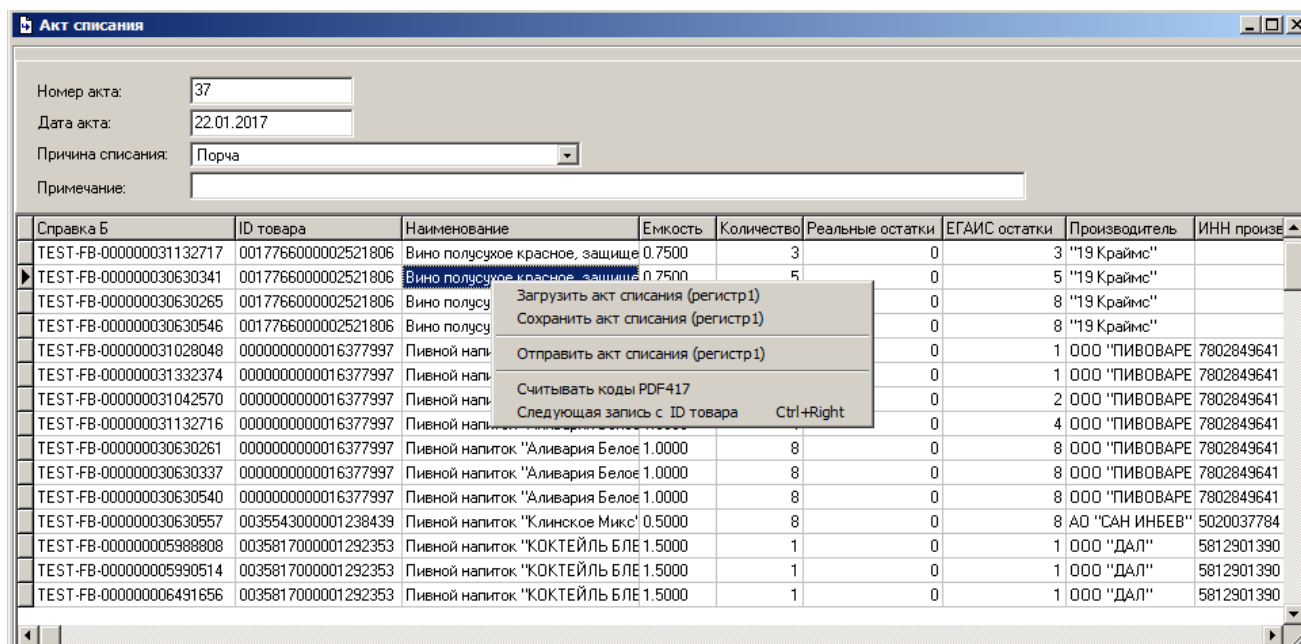 Акт списания
Номер акта: 37
Дата акта: 22.01.2017
Причина списания: Порча
Примечание:
Справка Б ID товара Наименование Емкость Количество Реальные остатки ЕГАИС остатки Производитель ИНН произве
TEST-FB-000000031132717 0017766000002521806 Вино полусухое красное, защище 0.7500 3 0 3 "19 Краймс"
TEST-FB-000000030630341 0017766000002521806 Вино полусухое красное, защище 0.7500 5 0 5 "19 Краймс"
TEST-FB-000000030630265 0017766000002521806 Вино полусу 0 8 "19 Краймс"
TEST-FB-000000030630546 0017766000002521806 Вино полусу 0 8 "19 Краймс"
TEST-FB-000000031028048 0000000000016377997 Пивной напи 0 1 ООО "ПИВОВАРЕ 7802849641
TEST-FB-000000031332374 0000000000016377997 Пивной напи 0 1 ООО "ПИВОВАРЕ 7802849641
TEST-FB-000000031042570 0000000000016377997 Пивной напи 0 2 ООО "ПИВОВАРЕ 7802849641
TEST-FB-000000031132716 0000000000016377997 Пивной напиток 0 4 ООО "ПИВОВАРЕ 7802849641
TEST-FB-000000030630261 0000000000016377997 Пивной напиток "Аливария Белое 1.0000 8 0 8 ООО "ПИВОВАРЕ 7802849641
TEST-FB-000000030630337 0000000000016377997 Пивной напиток "Аливария Белое 1.0000 8 0 8 ООО "ПИВОВАРЕ 7802849641
TEST-FB-000000030630540 0000000000016377997 Пивной напиток "Аливария Белое 1.0000 8 0 8 ООО "ПИВОВАРЕ 7802849641
TEST-FB-000000030630557 0035543000001238439 Пивной напиток "Клинское Микс" 0.5000 8 0 8 АО "САН ИНБЕВ" 5020037784
TEST-FB-000000005988808 0035817000001292353 Пивной напиток "КОКТЕЙЛЬ БЛЕ 1.5000 1 0 1 ООО "ДАЛ" 5812901390
TEST-FB-000000005990514 0035817000001292353 Пивной напиток "КОКТЕЙЛЬ БЛЕ 1.5000 1 0 1 ООО "ДАЛ" 5812901390
TEST-FB-000000006491656 0035817000001292353 Пивной напиток "КОКТЕЙЛЬ БЛЕ 1.5000 1 0 1 ООО "ДАЛ" 5812901390
Загрузить акт списания (регистр1)
Сохранить акт списания (регистр1)
Отправить акт списания (регистр1)
Считывать коды PDF417
Следующая запись с ID товара Ctrl+Right